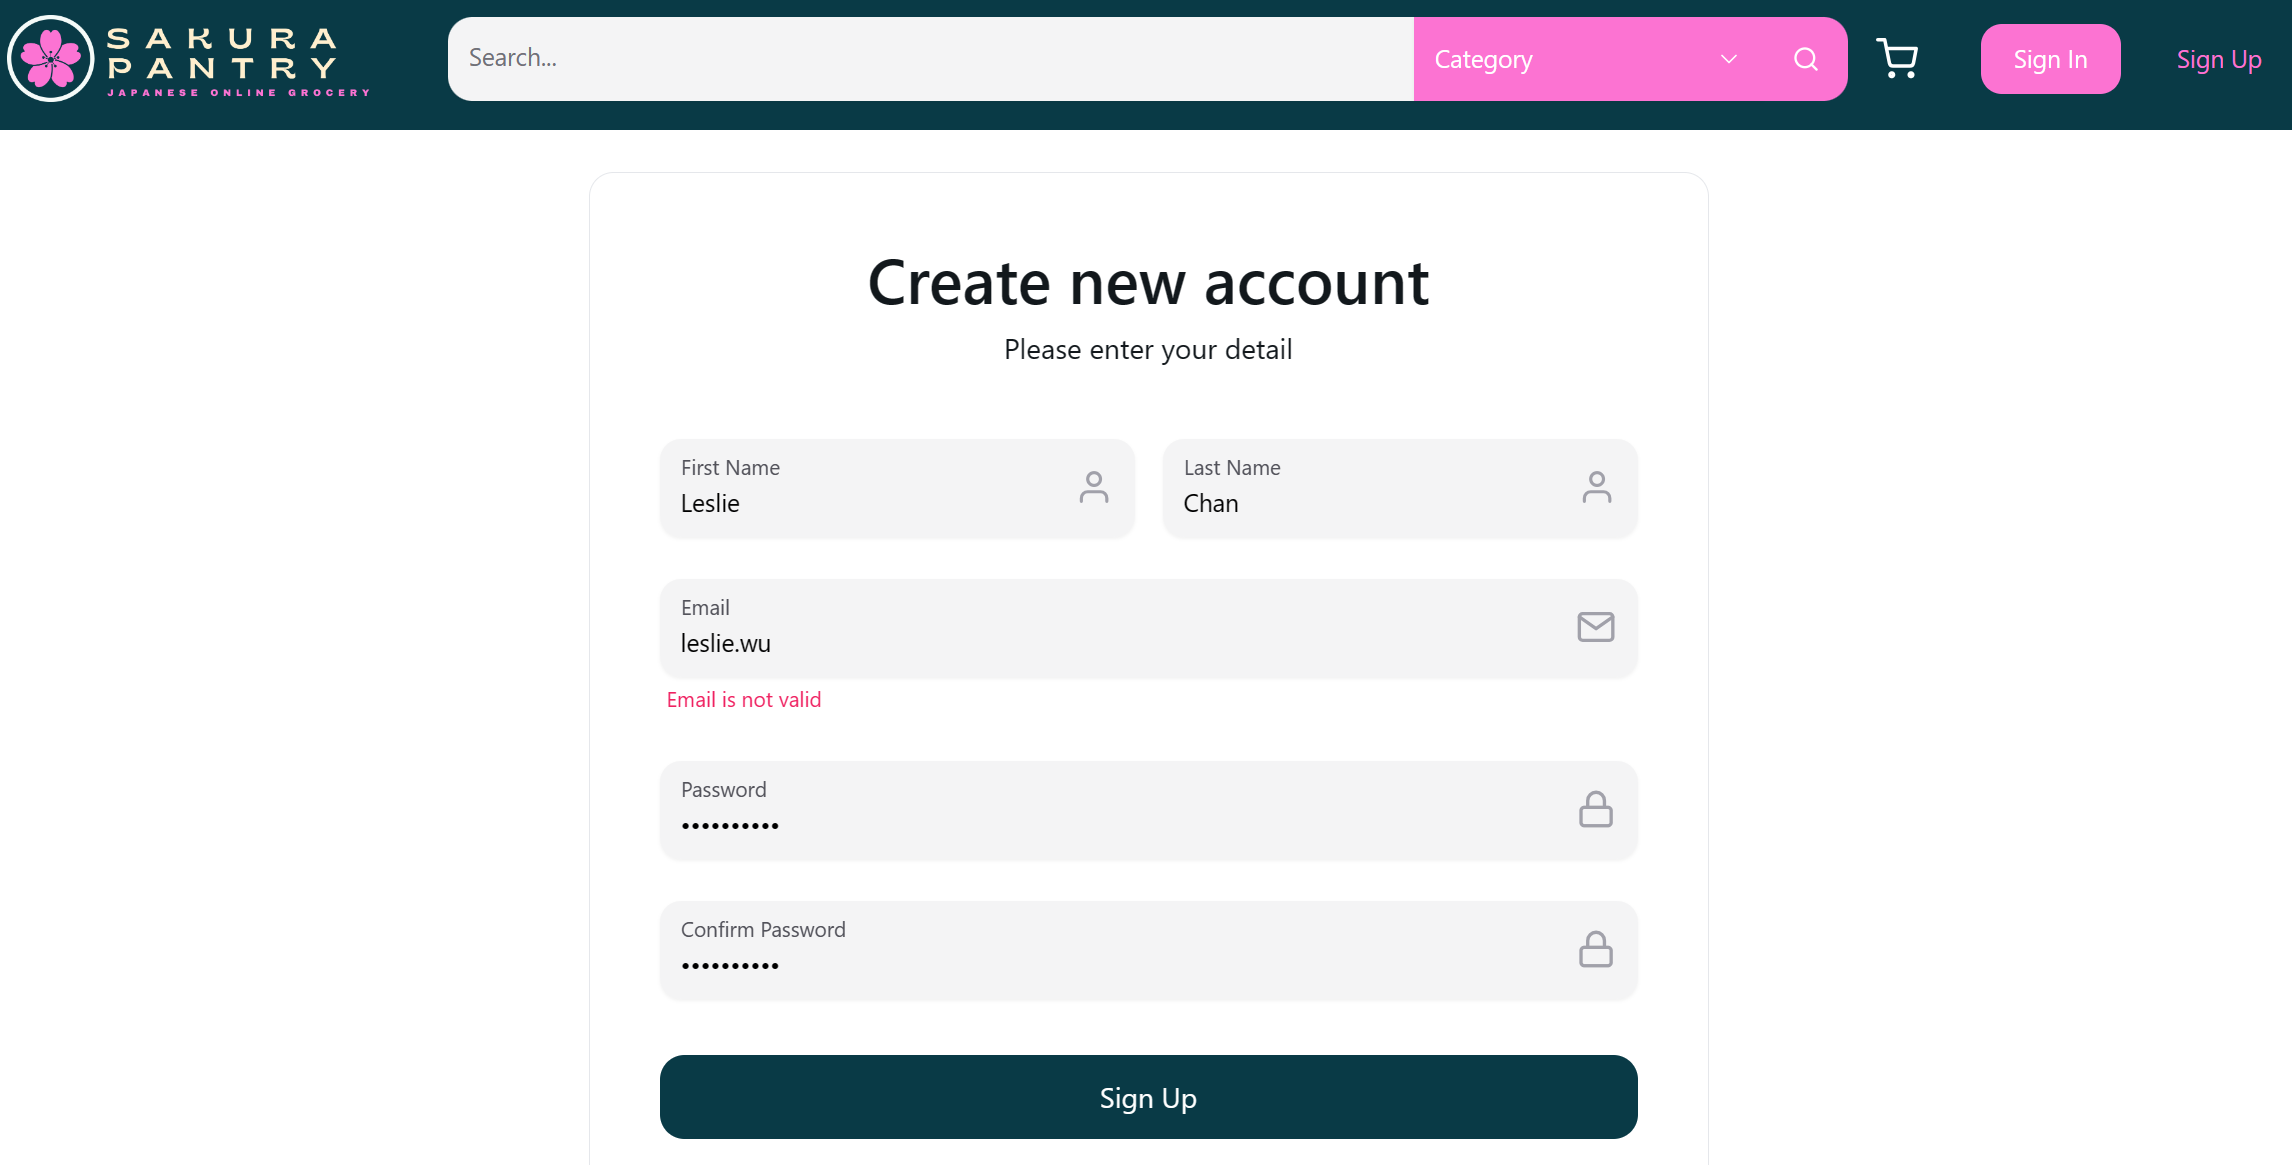 SAKURA
PANTRY
JAPANESE ONLINE GROCERY
Search...
Category
Sign In
Sign Up
Create new account
Please enter your detail
First Name
Leslie
Last Name
Chan
Email
leslie.wu
Email is not valid
Password
••••••••••
Confirm Password
••••••••••
Sign Up